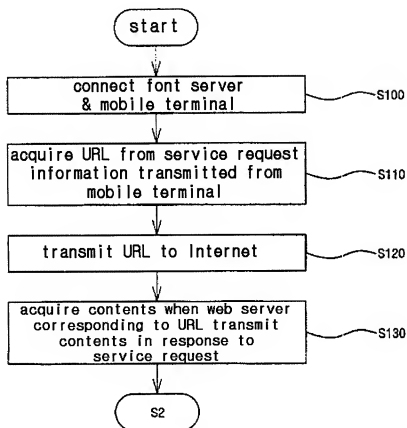 start
connect font server
& mobile terminal
S100
acquire URL from service request
information transmitted from
mobile terminal
S110
transmit URL to Internet
S120
acquire contents when web server
corresponding to URL transmit
contents in response to
service request
S130
S2